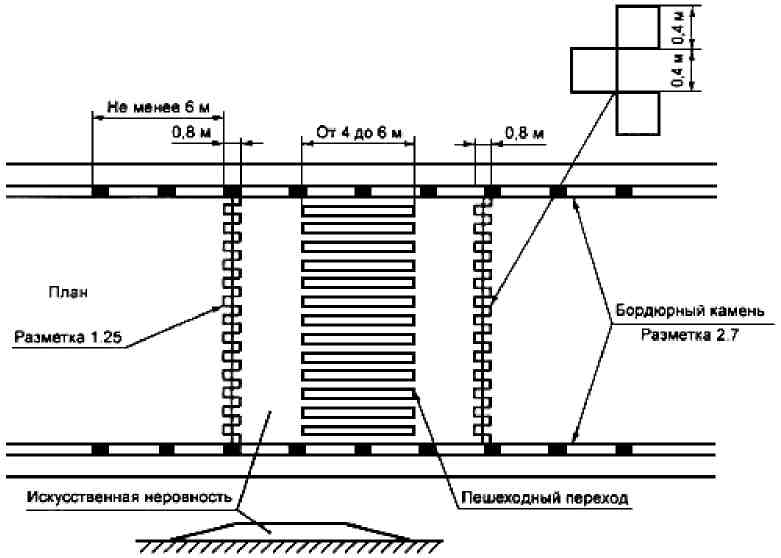 0,4 м
0,4 м
Не менее 6 м
0,8 м
От 4 до 6 м
0,8 м
План
Разметка 1.25
Бордюрный камень
Разметка 2.7
Искусственная неровность
Пешеходный переход